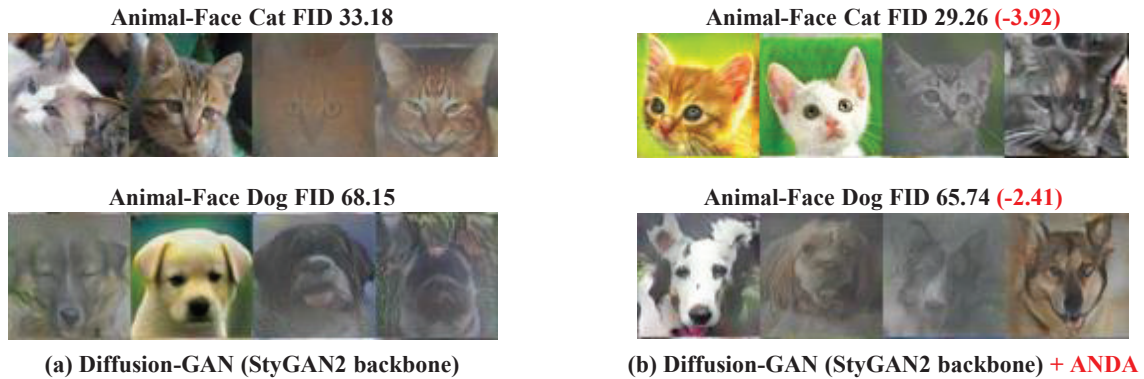 Animal-Face Cat FID 33.18
Animal-Face Cat FID 29.26 (-3.92)
Animal-Face Dog FID 68.15
Animal-Face Dog FID 65.74 (-2.41)
(a) Diffusion-GAN (StyGAN2 backbone)
(b) Diffusion-GAN (StyGAN2 backbone) + ANDA